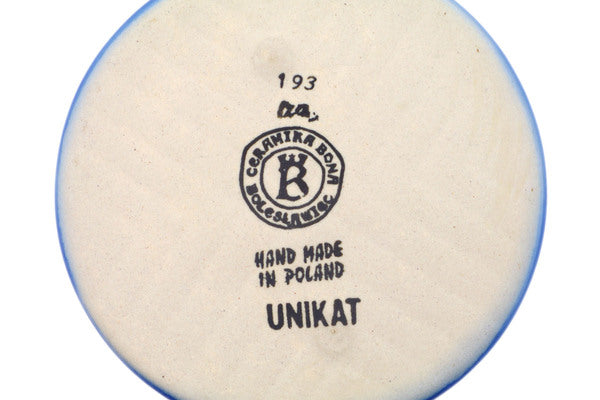 193
CERAMIKA BONA
BOLESŁAWIEC
B
HAND MADE
IN POLAND
UNIKAT